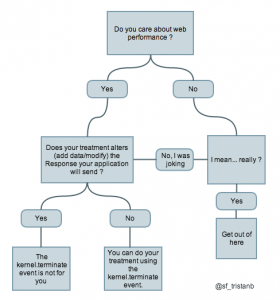 Do you care about web
performance ?
Yes
No
Does your treatment alters
(add data/modify) the
Response your application
will send ?
No, I was
joking
I mean... really ?
Yes
No
Yes
The
kernel.terminate
event is not for
you
You can do your
treatment using
the
kernel.terminate
event.
Get out of
here
@sf_tristanb